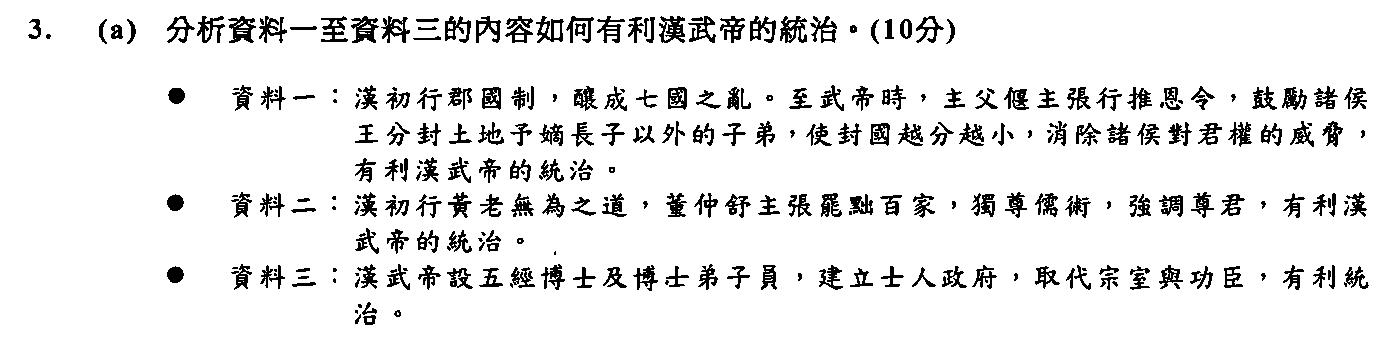 3. (a) 分析資料一至資料三的內容如何有利漢武帝的統治。(10分)
● 資料一：漢初行郡國制，釀成七國之亂。至武帝時，主父偃主張行推恩令，鼓勵諸侯
王分封土地予嫡長子以外的子弟，使封國越分越小，消除諸侯對君權的威脅，
有利漢武帝的統治。
● 資料二：漢初行黃老無為之道，董仲舒主張罷黜百家，獨尊儒術，強調尊君，有利漢
武帝的統治。
● 資料三：漢武帝設五經博士及博士弟子員，建立士人政府，取代宗室與功臣，有利統
治。